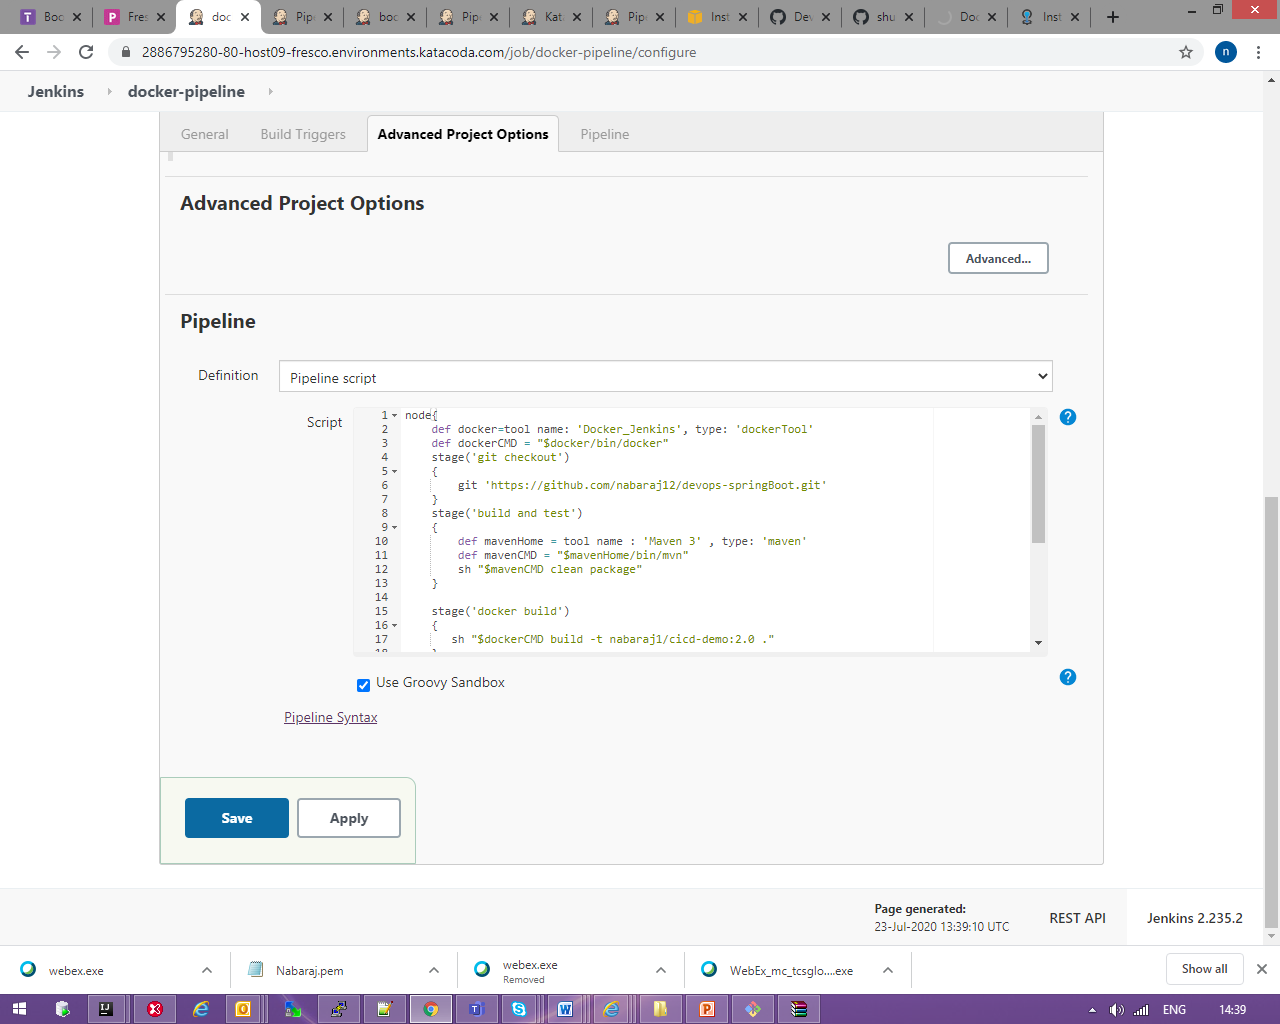 Boc
Fres
doc
Pip
boc
Pip
Kat
Pip
Inst
Dev
shu
Doc
Inst
2886795280-80-host09-fresco.environments.katacoda.com/job/docker-pipeline/configure
n
Jenkins
docker-pipeline
General
Build Triggers
Advanced Project Options
Pipeline
Advanced Project Options
Advanced...
Pipeline
Definition
Pipeline script
Script
1 node{
2 def docker=tool name: 'Docker_Jenkins', type: 'dockerTool'
3 def dockerCMD = "$docker/bin/docker"
4 stage('git checkout')
5 {
6 git 'https://github.com/nabaraj12/devops-springBoot.git'
7 }
8 stage('build and test')
9 {
10 def mavenHome = tool name : 'Maven 3' , type: 'maven'
11 def mavenCMD = "$mavenHome/bin/mvn"
12 sh "$mavenCMD clean package"
13 }
14
15 stage('docker build')
16 {
17 sh "$dockerCMD build -t nabaraj1/cicd-demo:2.0 ."
18 }
Use Groovy Sandbox
Pipeline Syntax
Save
Apply
Page generated:
23-Jul-2020 13:39:10 UTC
REST API
Jenkins 2.235.2
webex.exe
Nabaraj.pem
webex.exe
Removed
WebEx_mc_tcsglo....exe
Show all
ENG
14:39